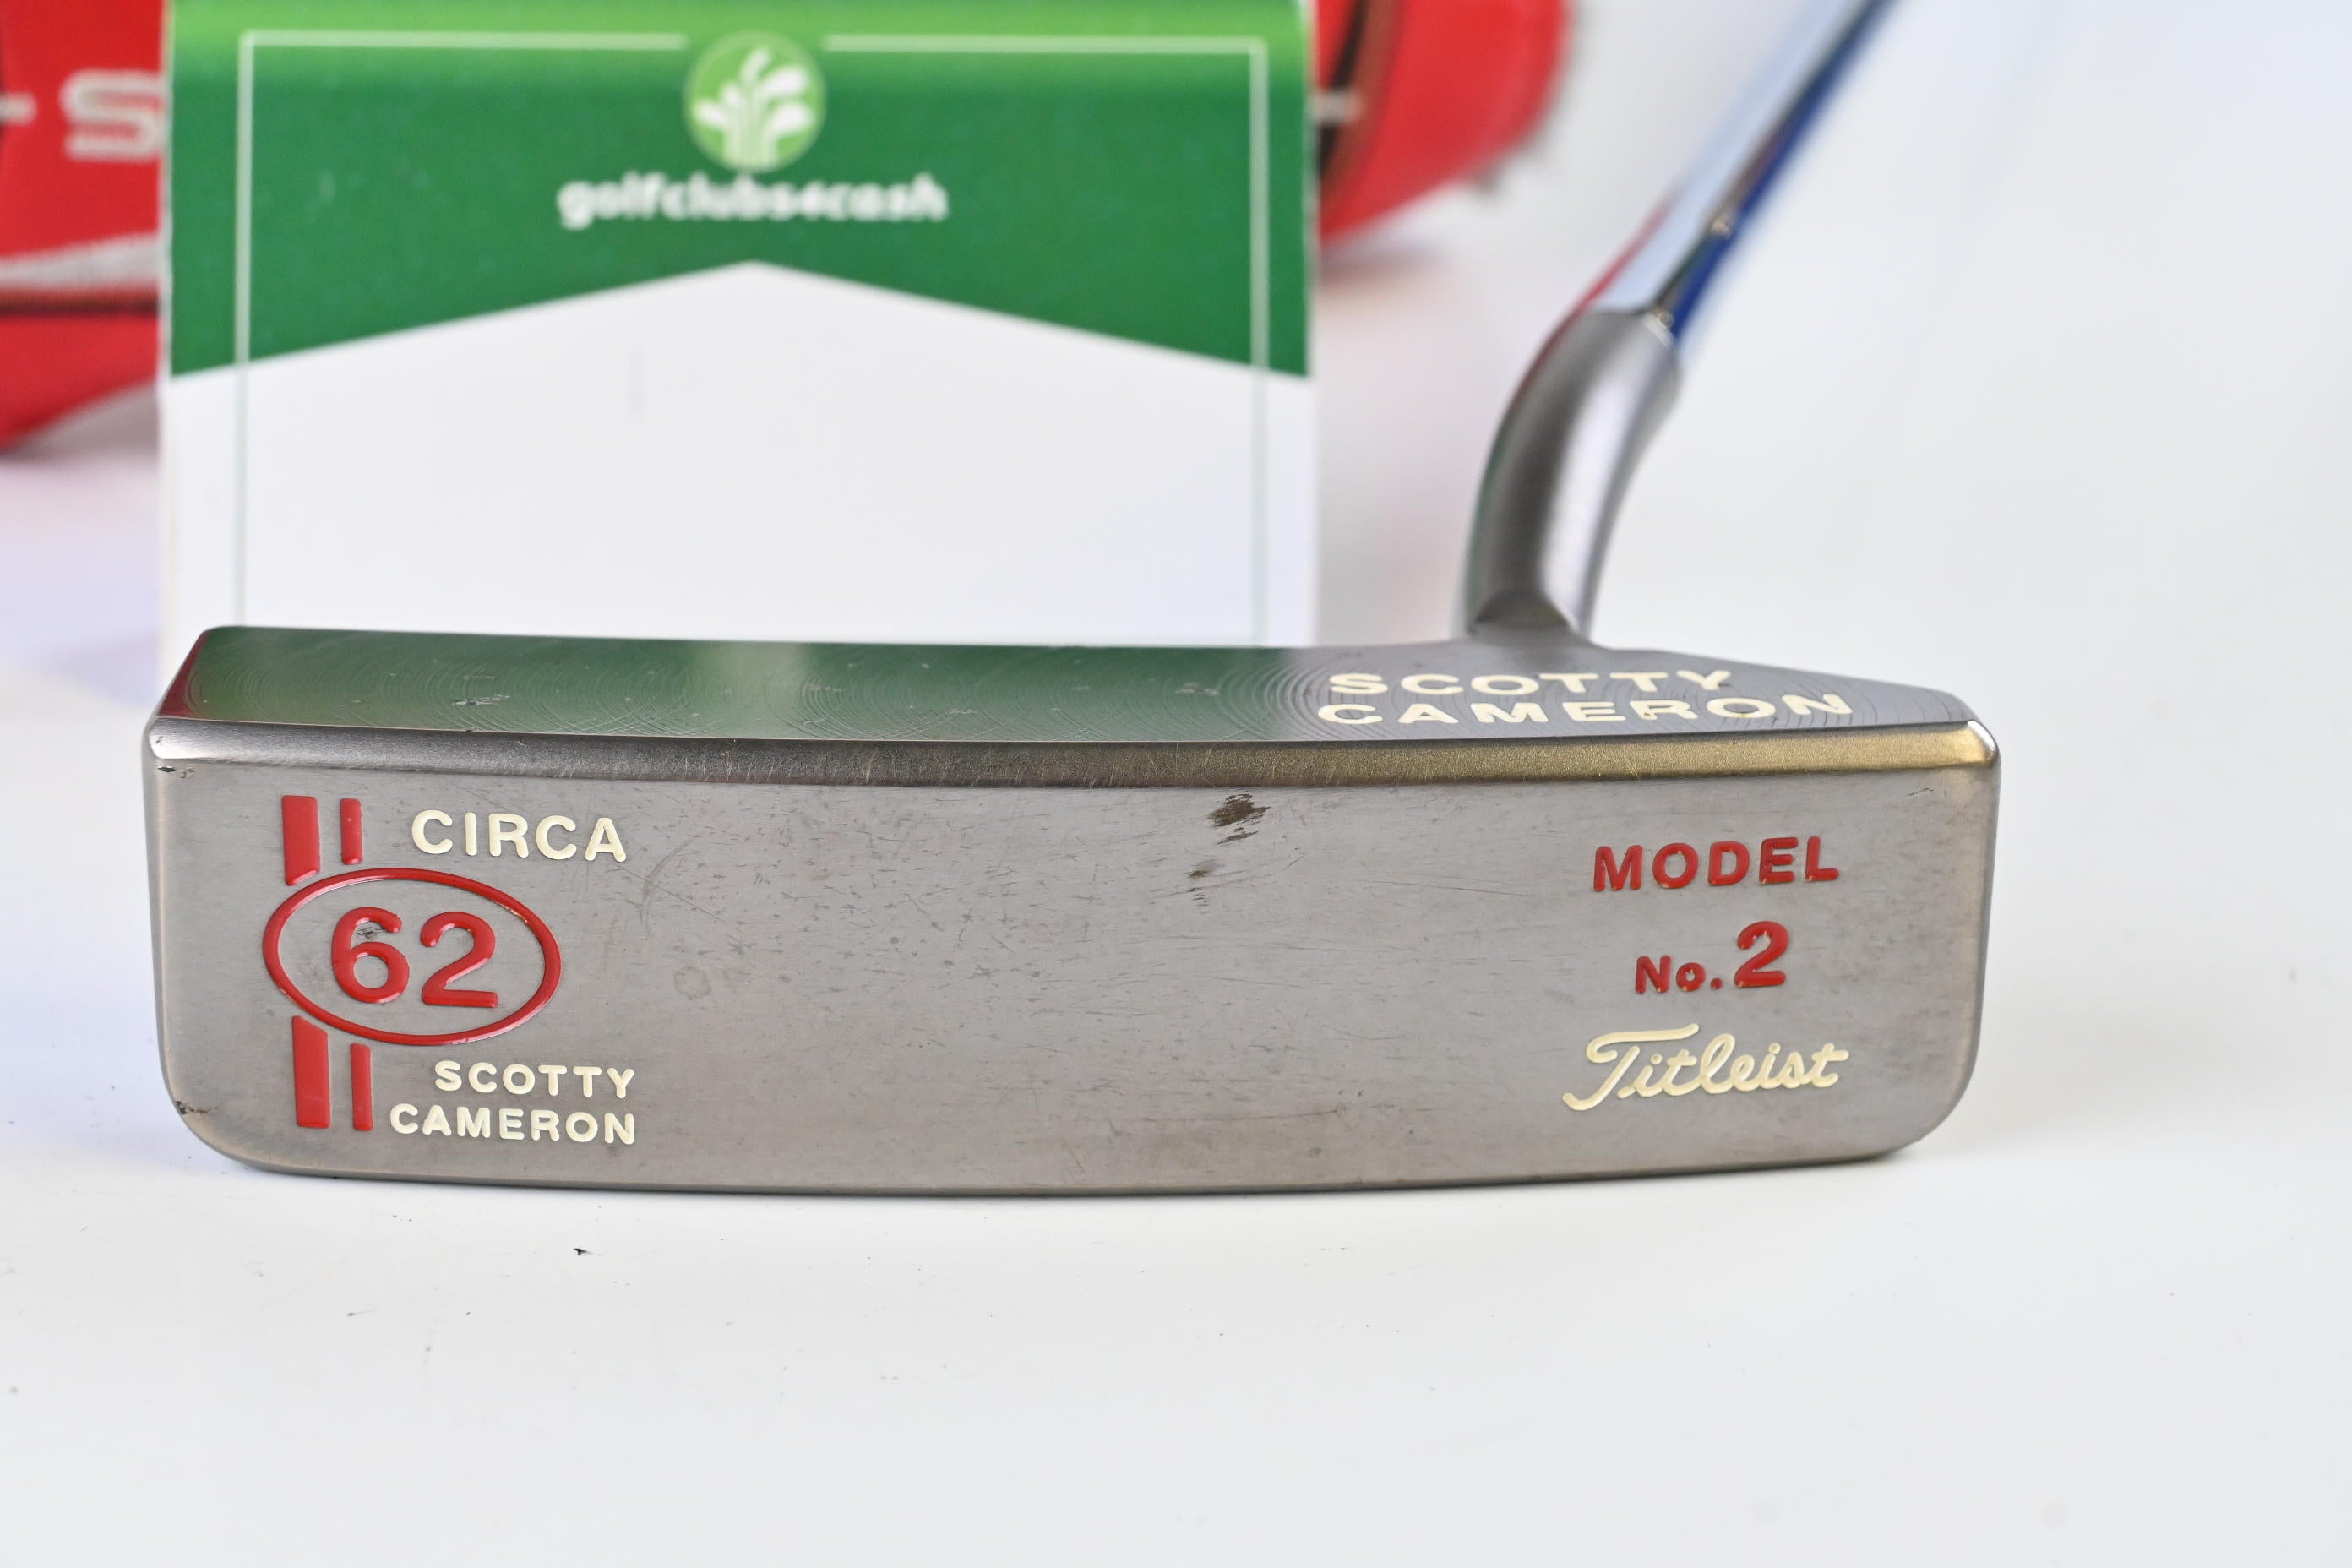 S
golfclubs4cash
SCOTTY
CAMERON
CIRCA
62
SCOTTY
CAMERON
MODEL
No.2
Titleist